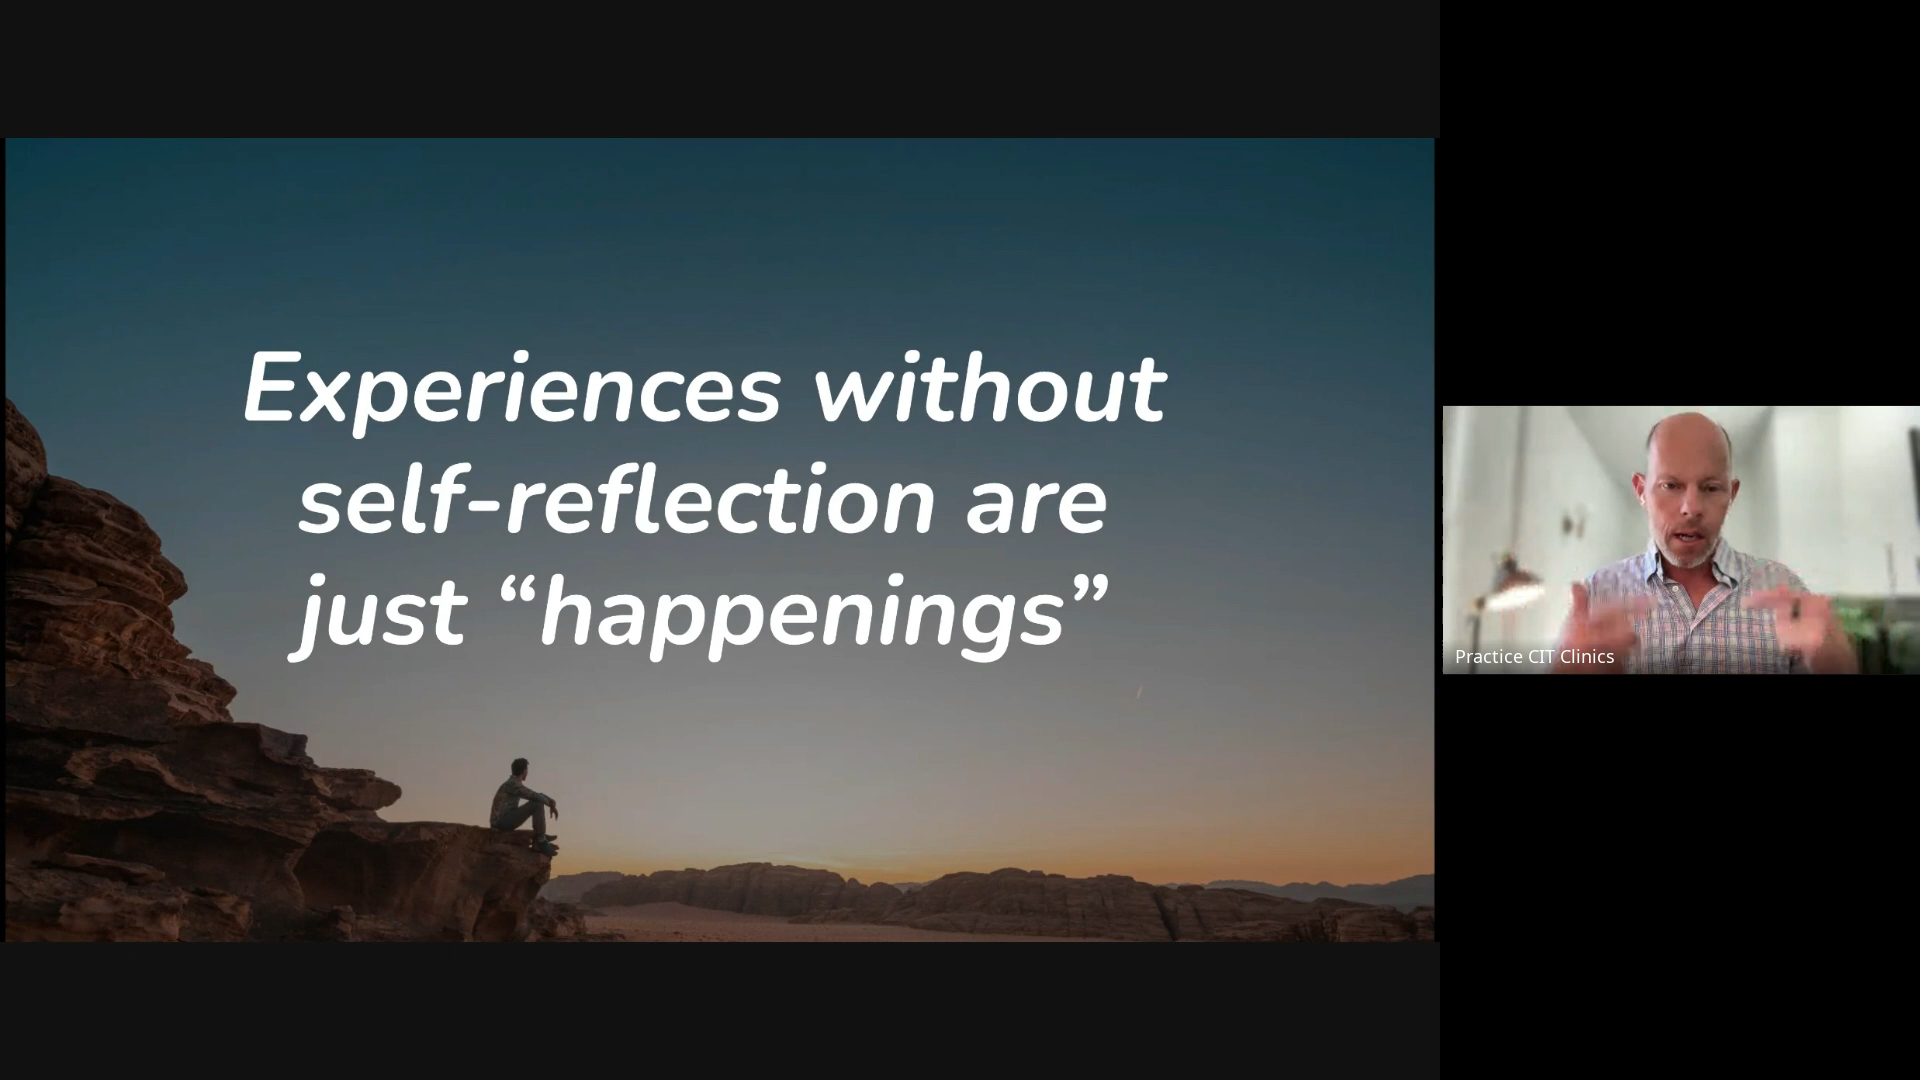 Experiences without
self-reflection are
just “happenings”
Practice CIT Clinics